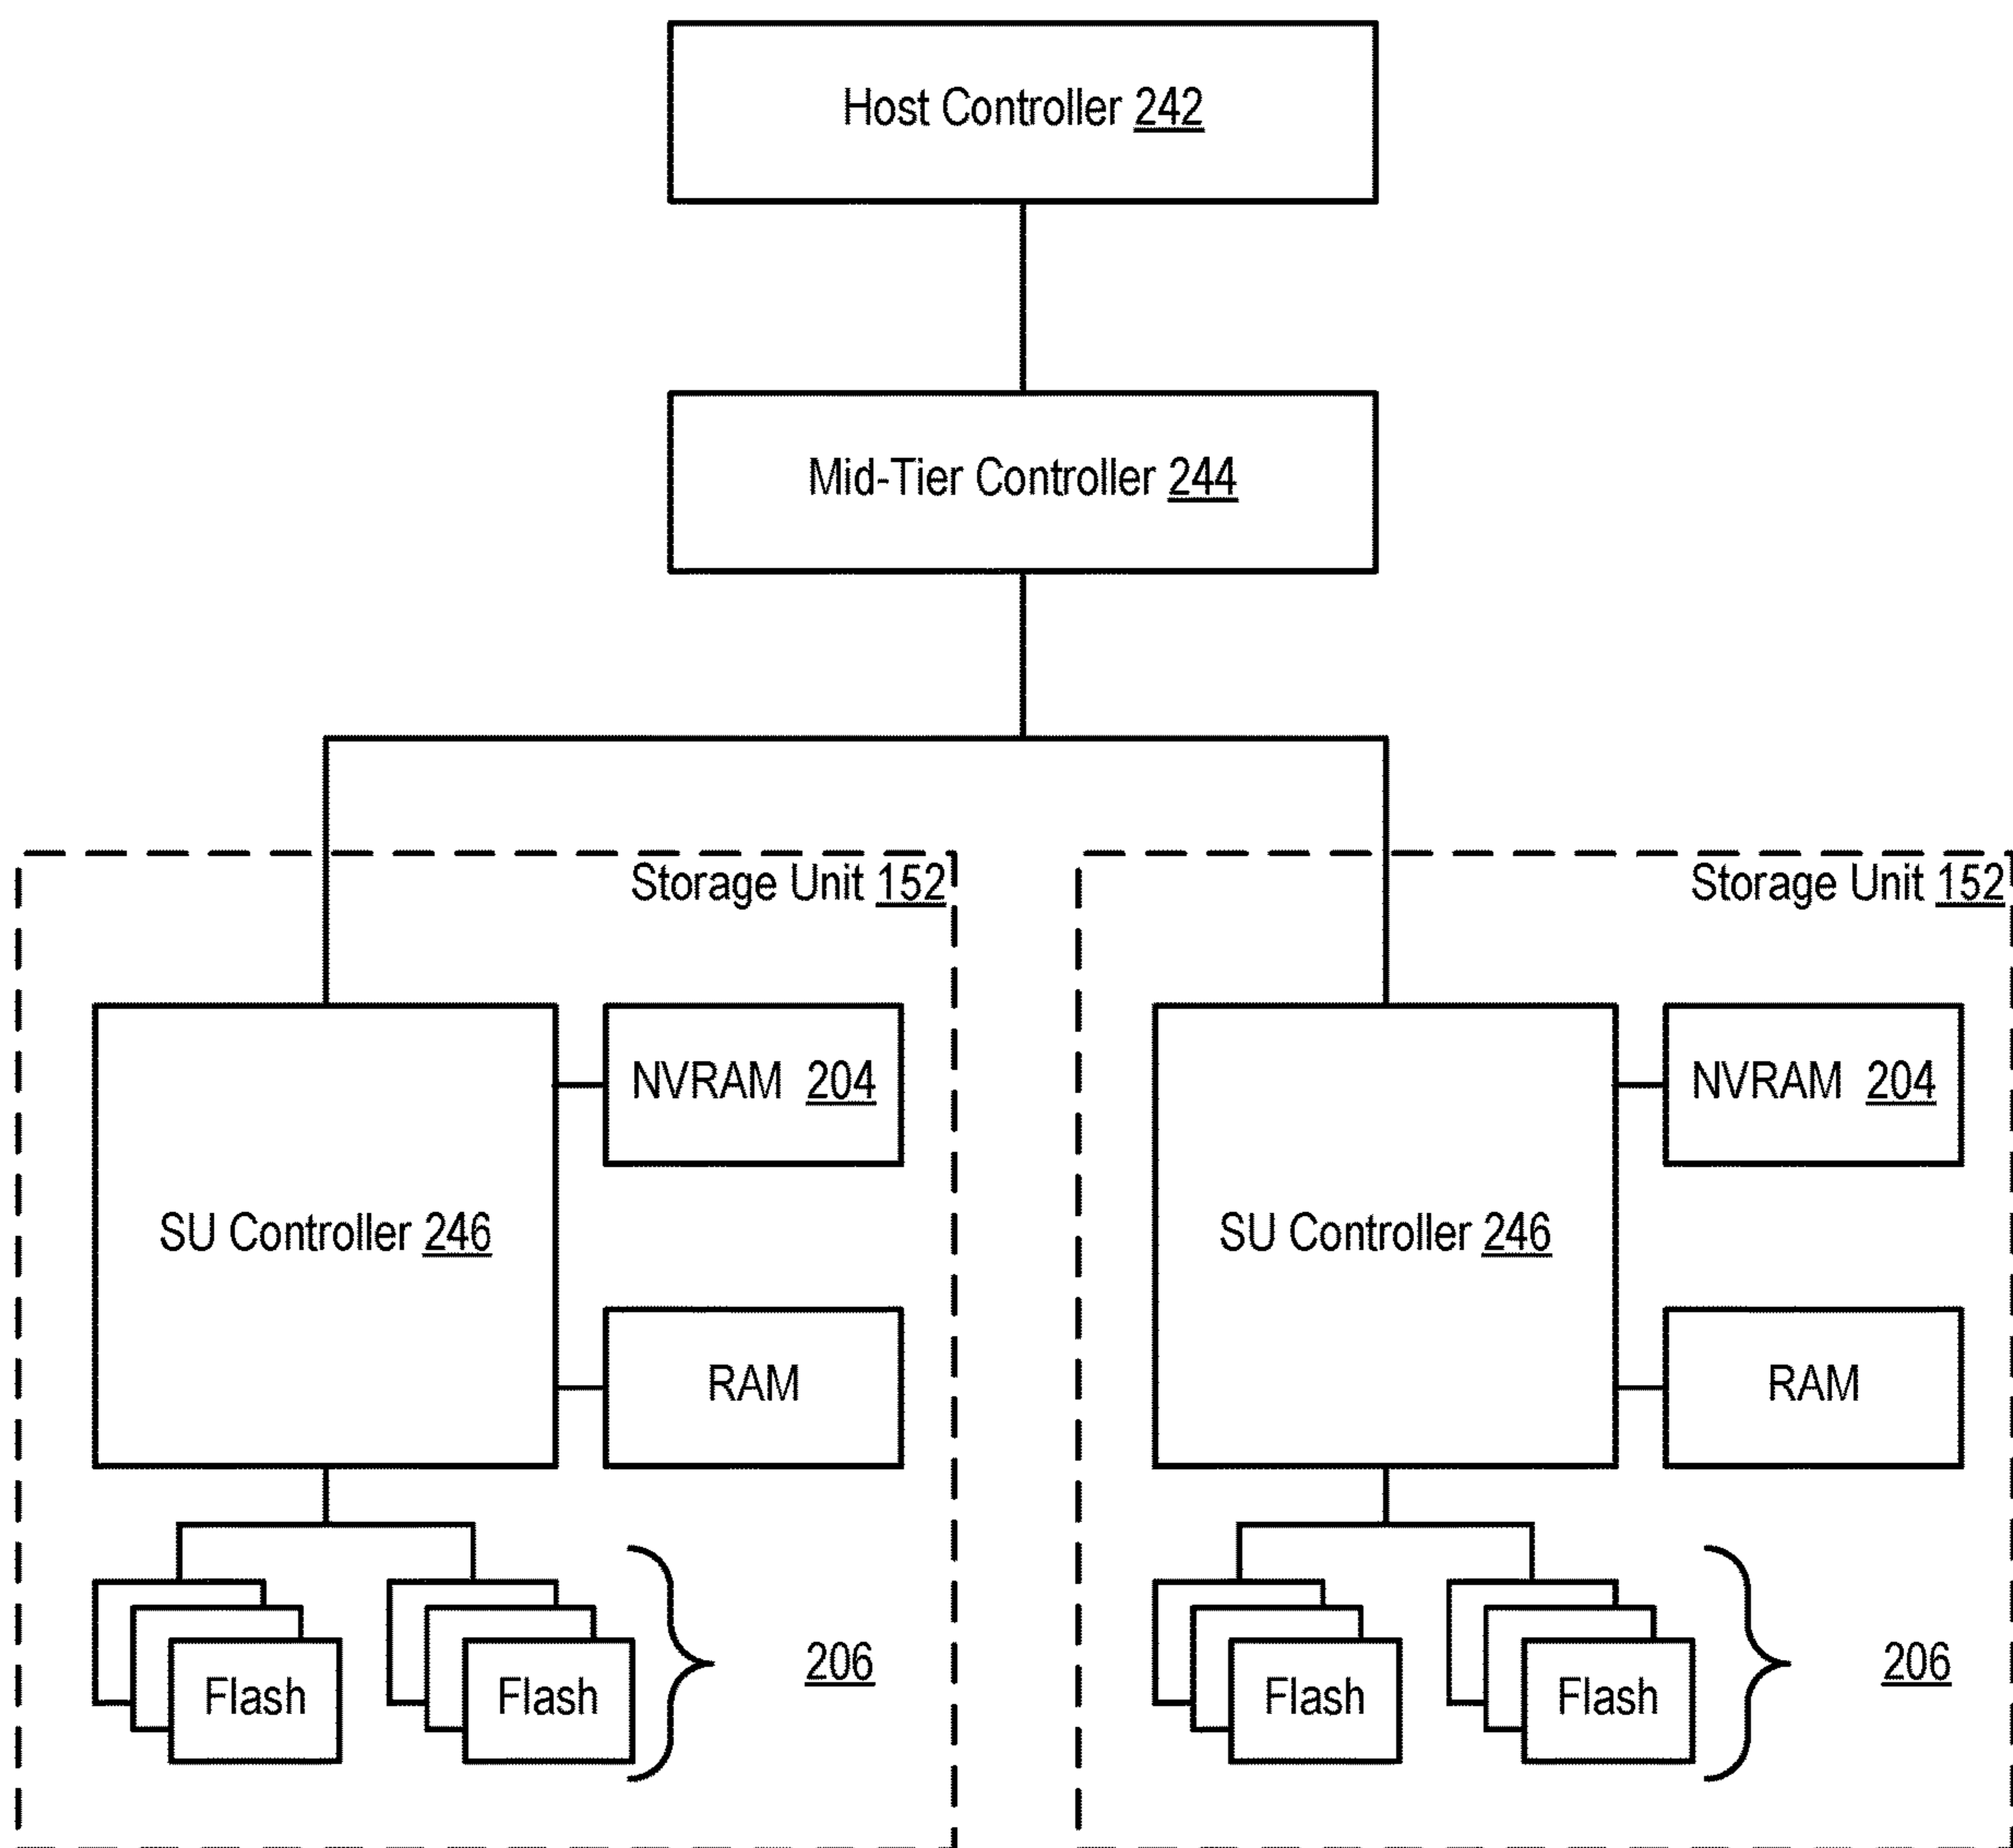 Host Controller 242
Mid-Tier Controller 244
Storage Unit 152
NVRAM 204
SU Controller 246
RAM
Flash
Flash
206
Storage Unit 152
NVRAM 204
SU Controller 246
RAM
Flash
Flash
206